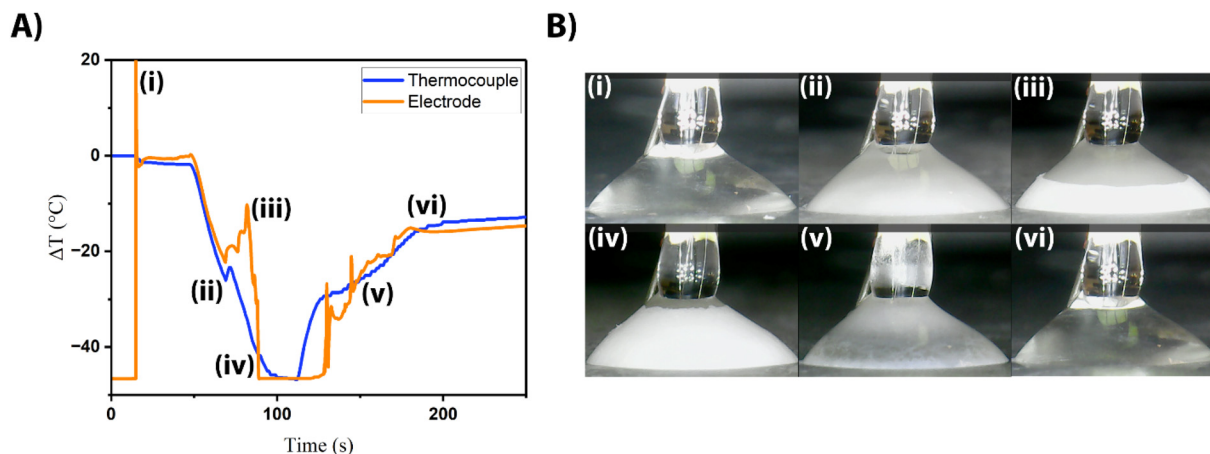 A)
B)
20
0
−20
−40
ΔT (°C)
0
100
200
Time (s)
Thermocouple
Electrode
(i)
(ii)
(iii)
(iv)
(v)
(vi)
(i)
(ii)
(iii)
(iv)
(v)
(vi)